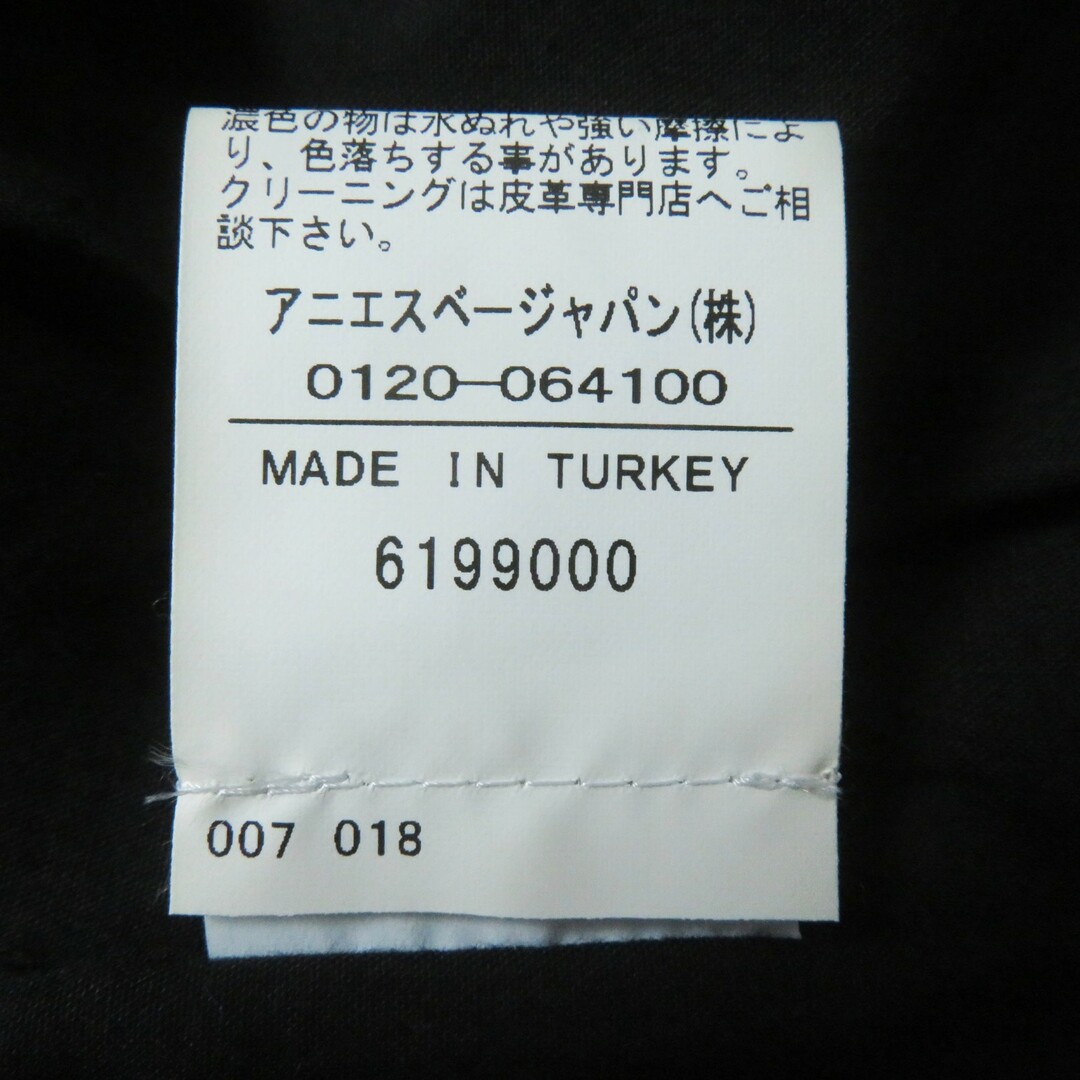 濃色の物は水ぬれや強い摩擦によ
り、色落ちする事があります。
クリーニングは皮革専門店へご相
談下さい。
アニエスベージャパン(株)
0120-064100
MADE IN TURKEY
6199000
007 018